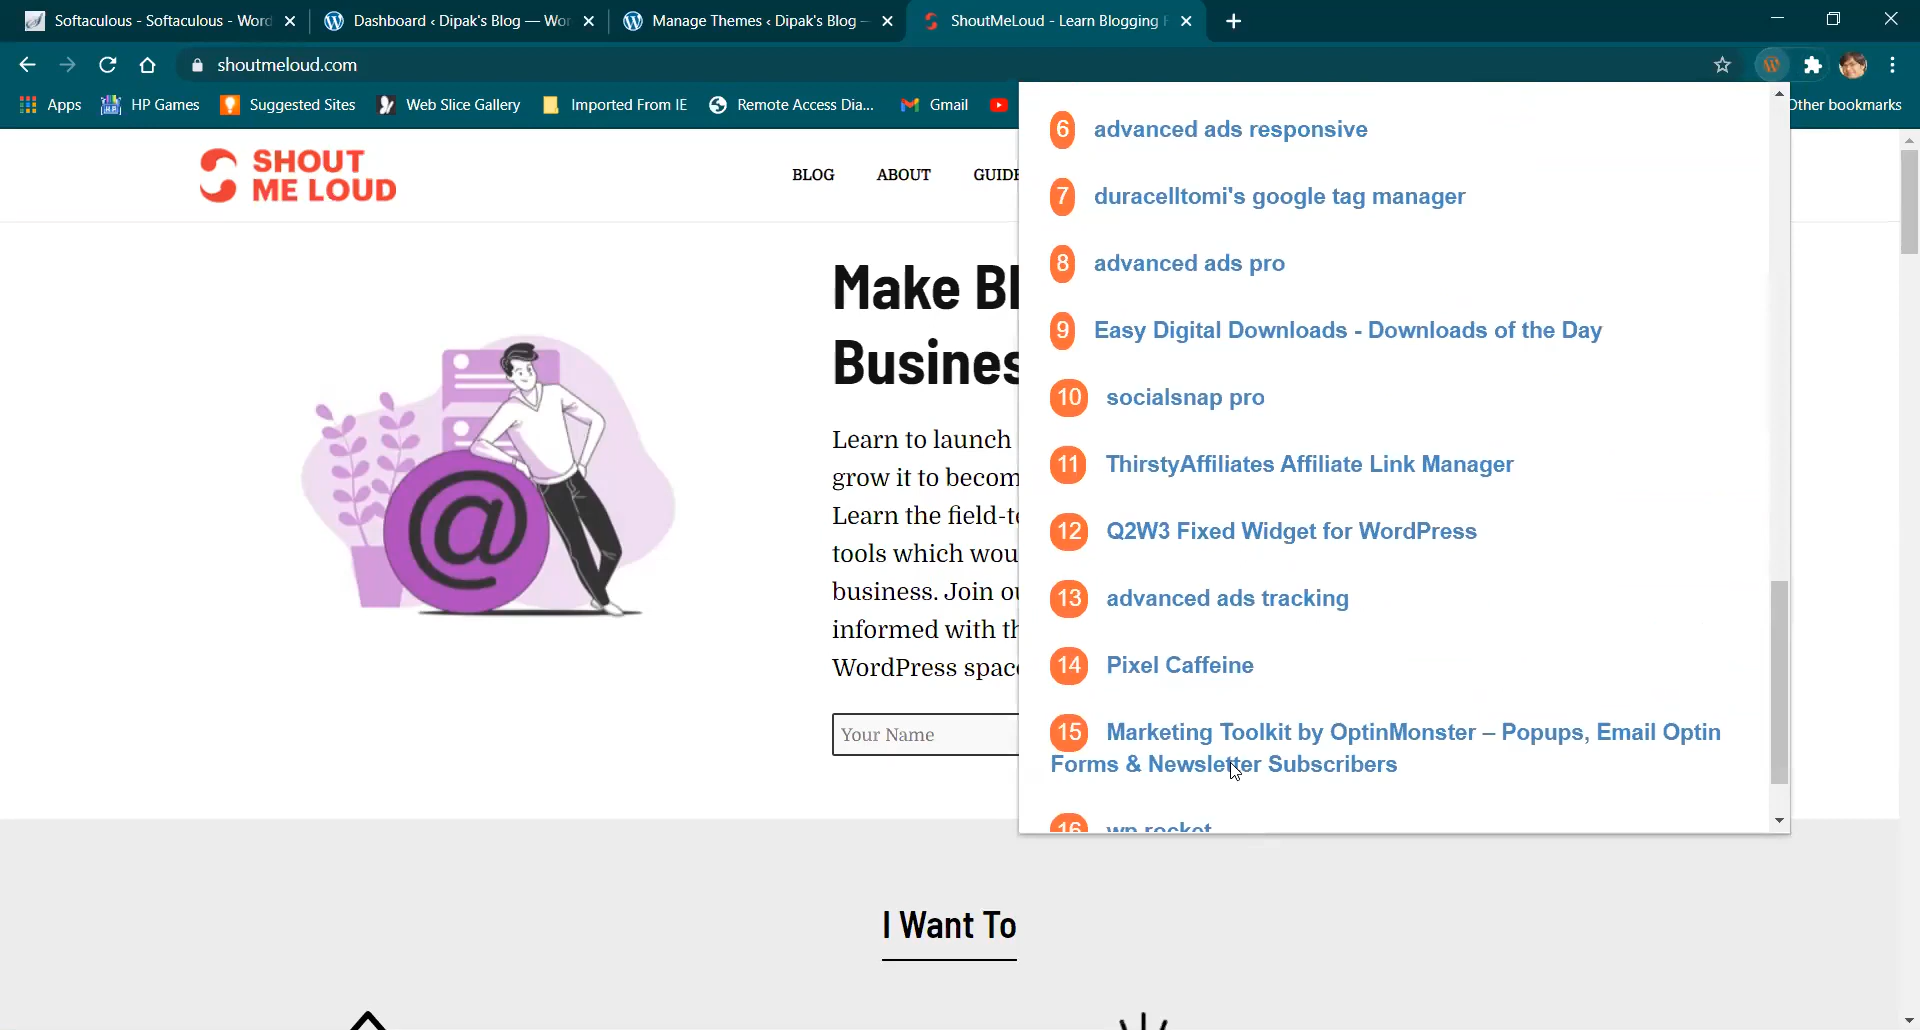 Softaculous - Softaculous - Word
Dashboard ‹ Dipak's Blog — Wor
Manage Themes ‹ Dipak's Blog –
ShoutMeLoud - Learn Blogging
shoutmeloud.com
Apps
HP Games
Suggested Sites
Web Slice Gallery
Imported From IE
Remote Access Dia...
Gmail
Other bookmarks
SHOUT
ME LOUD
BLOG
ABOUT
GUIDE
Make Bl
Business
Learn to launch
grow it to becom
Learn the field-t
tools which wou
business. Join ou
informed with th
WordPress space
Your Name
6 advanced ads responsive
7 duracelltomi's google tag manager
8 advanced ads pro
9 Easy Digital Downloads - Downloads of the Day
10 socialsnap pro
11 ThirstyAffiliates Affiliate Link Manager
12 Q2W3 Fixed Widget for WordPress
13 advanced ads tracking
14 Pixel Caffeine
15 Marketing Toolkit by OptinMonster – Popups, Email Optin
Forms & Newsletter Subscribers
16 wp rocket
I Want To